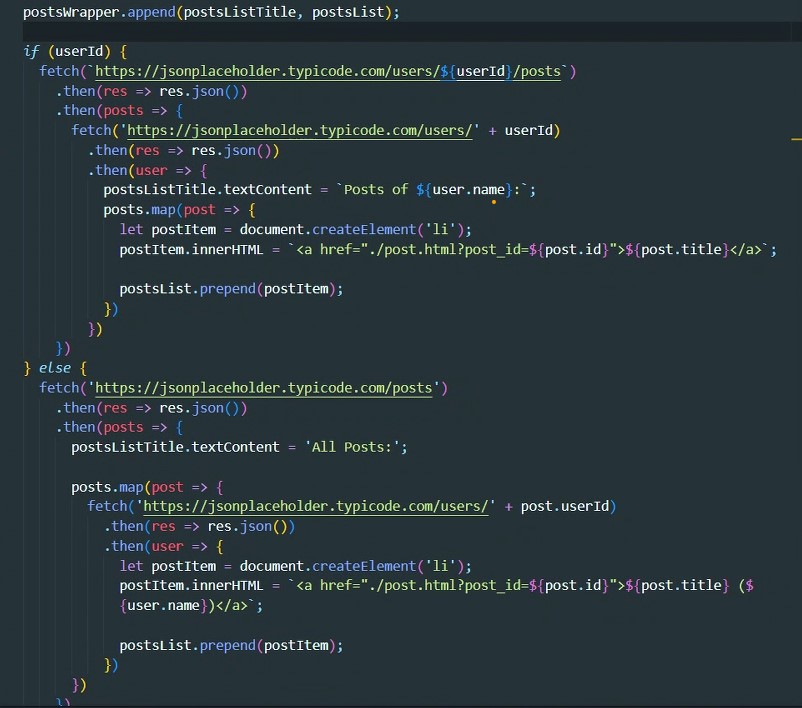 postsWrapper.append(postsListTitle, postsList);
if (userId) {
fetch(`https://jsonplaceholder.typicode.com/users/${userId}/posts`)
.then(res => res.json())
.then(posts => {
fetch('https://jsonplaceholder.typicode.com/users/' + userId)
.then(res => res.json())
.then(user => {
postsListTitle.textContent = `Posts of ${user.name}:`;
posts.map(post => {
let postItem = document.createElement('li');
postItem.innerHTML = `<a href="./post.html?post_id=${post.id}">${post.title}</a>`;
postsList.prepend(postItem);
})
})
})
} else {
fetch('https://jsonplaceholder.typicode.com/posts')
.then(res => res.json())
.then(posts => {
postsListTitle.textContent = 'All Posts:';
posts.map(post => {
fetch('https://jsonplaceholder.typicode.com/users/' + post.userId)
.then(res => res.json())
.then(user => {
let postItem = document.createElement('li');
postItem.innerHTML = `<a href="./post.html?post_id=${post.id}">${post.title} ($
{user.name})</a>`;
postsList.prepend(postItem);
})
})
})